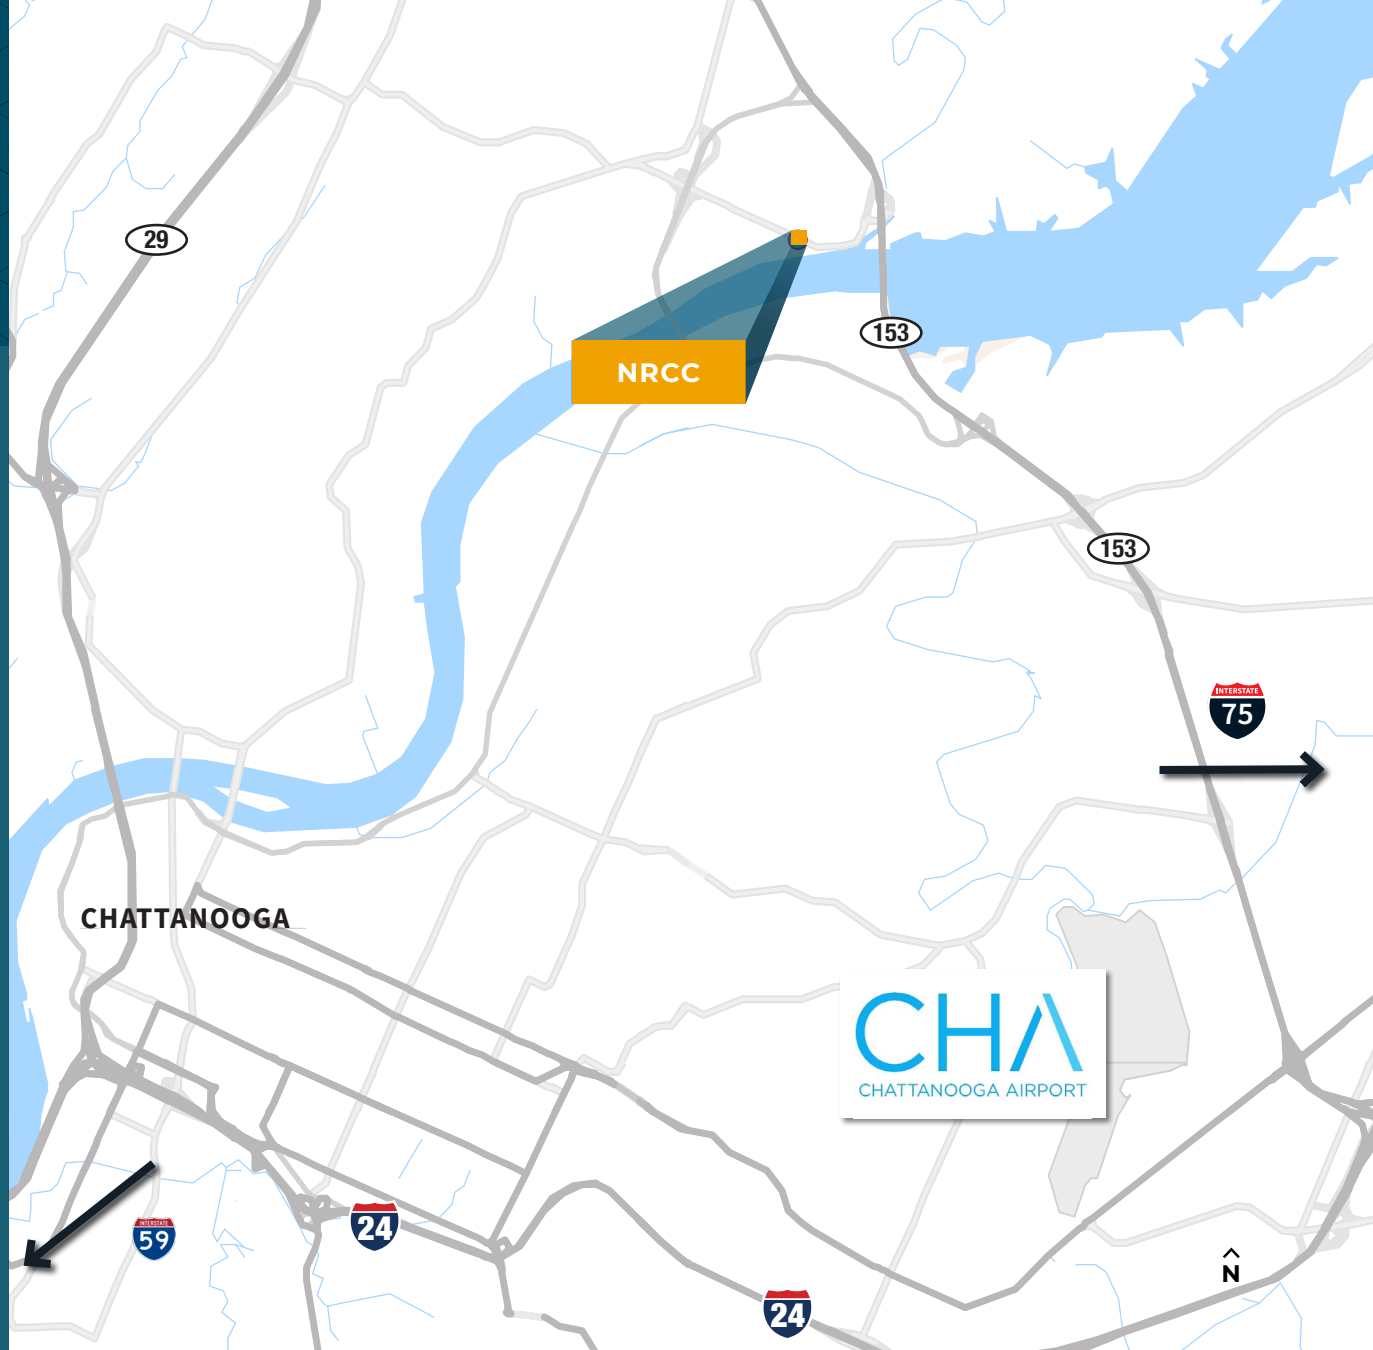 29
153
NRCC
153
INTERSTATE
75
CHATTANOOGA
CHA
CHATTANOOGA AIRPORT
INTERSTATE
59
24
N
24